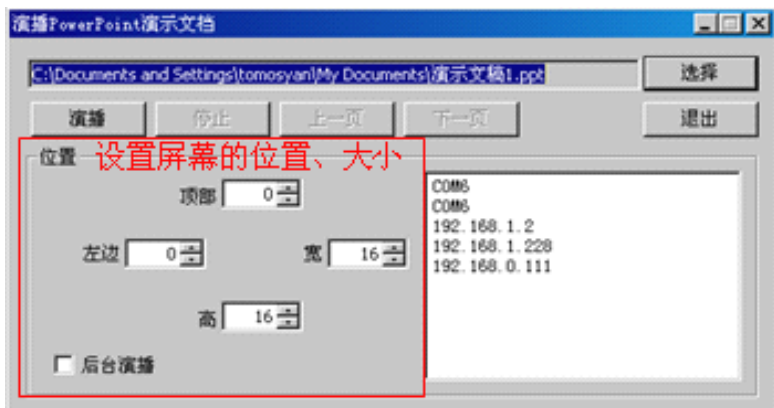 演播PowerPoint演示文档
C:\Documents and Settings\tomosyan\My Documents\演示文稿1.ppt 选择
演播 停止 上一页 下一页 退出
位置 设置屏幕的位置、大小
顶部 0
左边 0 宽 16
高 16
后台演播
COM6
COM6
192.168.1.2
192.168.1.228
192.168.0.111